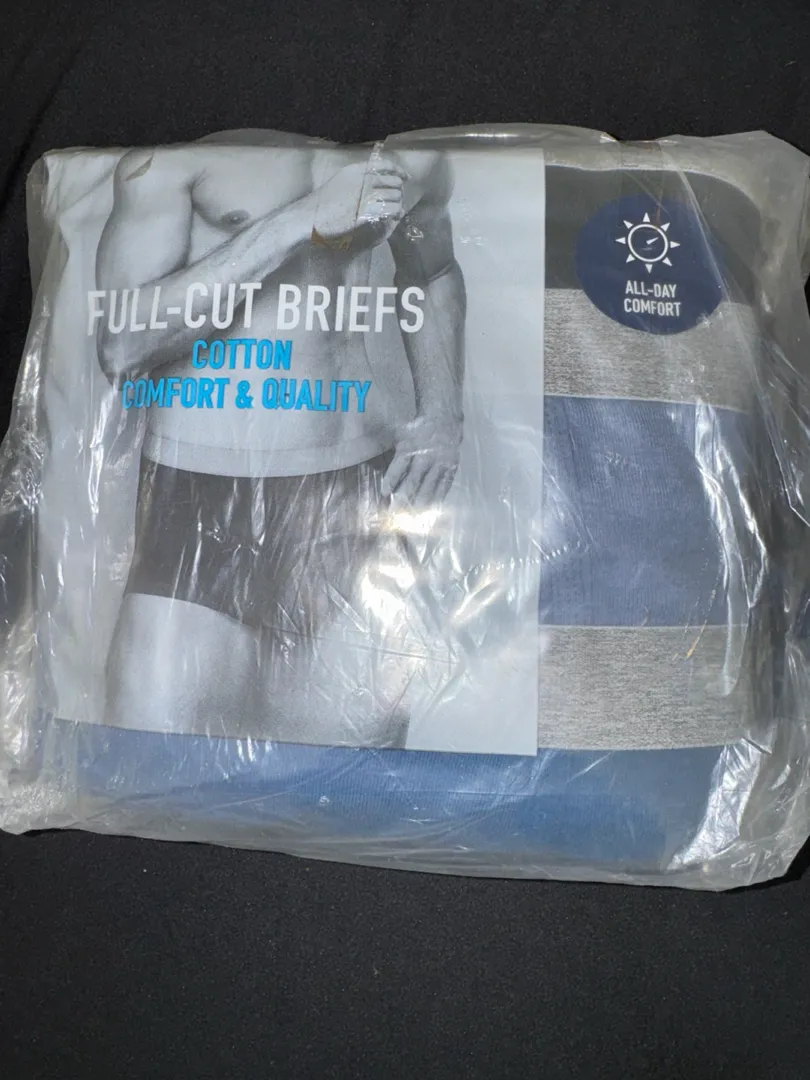 FULL-CUT BRIEFS
COTTON
COMFORT & QUALITY
ALL-DAY
COMFORT